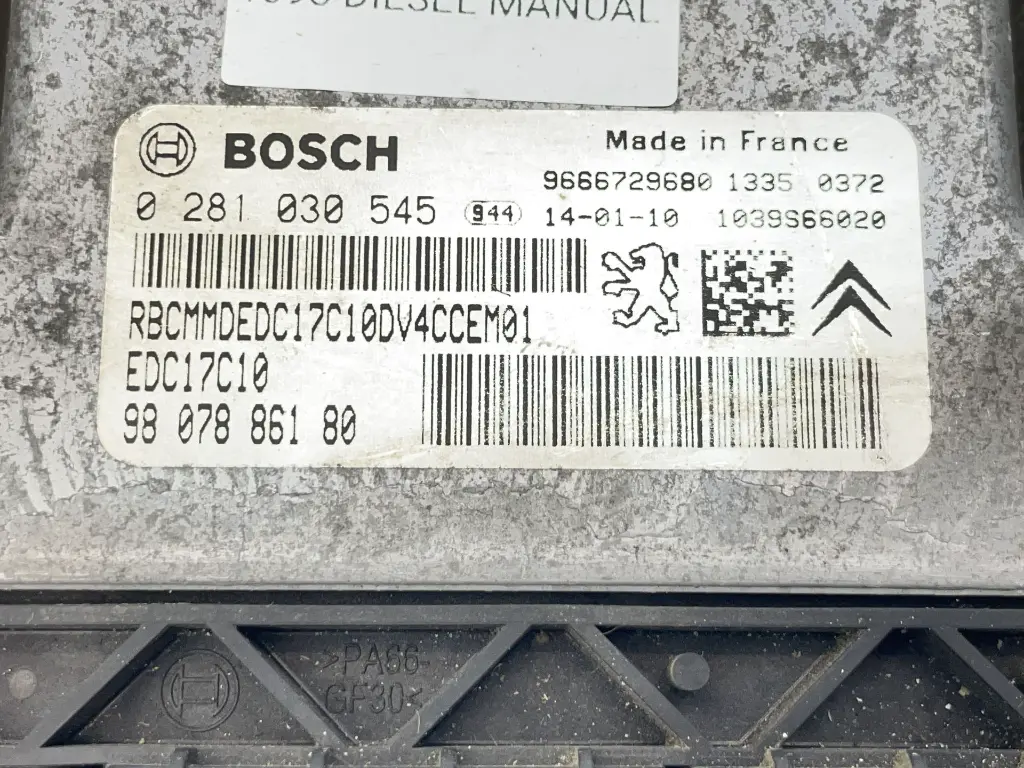 DIESEL MANUAL
BOSCH
Made in France
9666729680 1335 0372
0 281 030 545 944 14-01-10 1039S66020
RBCMMDEDC17C10DV4CCEM01
EDC17C10
98 078 861 80
>PA66-
GF30<